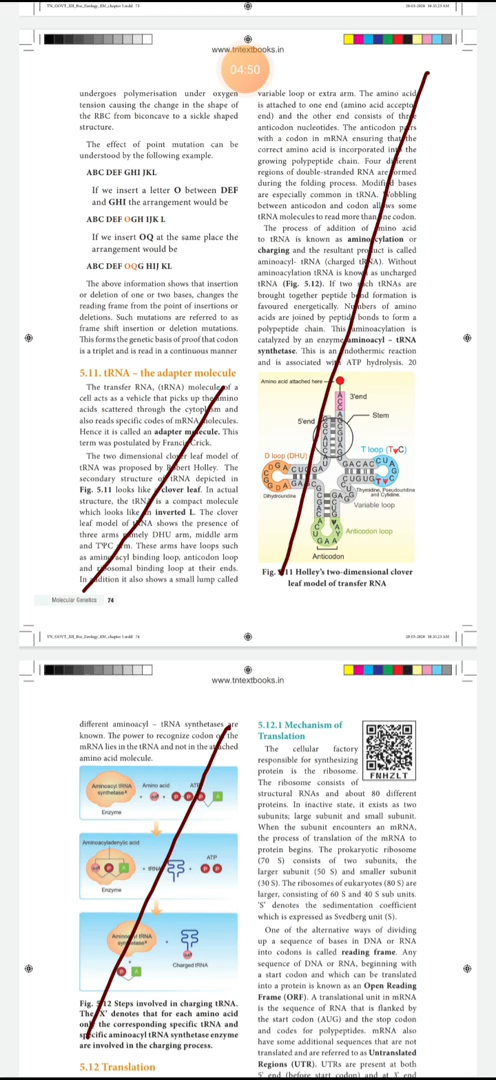 TN_GOVT_XII_Bio_Zoology_EM_chapter 5.indd 73
www.tntextbooks.in
04:50
undergoes polymerisation under oxygen
tension causing the change in the shape of
the RBC from biconcave to a sickle shaped
structure.
The effect of point mutation can be
understood by the following example.
ABC DEF GHI JKL
If we insert a letter O between DEF
and GHI the arrangement would be
ABC DEF OGH IJK L
If we insert OQ at the same place the
arrangement would be
ABC DEF OQG HIJ KL
The above information shows that insertion
or deletion of one or two bases, changes the
reading frame from the point of insertions or
deletions. Such mutations are referred to as
frame shift insertion or deletion mutations.
This forms the genetic basis of proof that codon
is a triplet and is read in a continuous manner
5.11. tRNA – the adapter molecule
The transfer RNA, (tRNA) molecule of a
cell acts as a vehicle that picks up the amino
acids scattered through the cytoplasm and
also reads specific codes of mRNA molecules.
Hence it is called an adapter molecule. This
term was postulated by Francis Crick.
The two dimensional clover leaf model of
tRNA was proposed by Robert Holley. The
secondary structure of tRNA depicted in
Fig. 5.11 looks like a clover leaf. In actual
structure, the tRNA is a compact molecule
which looks like an inverted L. The clover
leaf model of tRNA shows the presence of
three arms namely DHU arm, middle arm
and TΨC arm. These arms have loops such
as amino acyl binding loop, anticodon loop
and ribosomal binding loop at their ends.
In addition it also shows a small lump called
variable loop or extra arm. The amino acid
is attached to one end (amino acid acceptor
end) and the other end consists of three
anticodon nucleotides. The anticodon pairs
with a codon in mRNA ensuring that the
correct amino acid is incorporated into the
growing polypeptide chain. Four different
regions of double-stranded RNA are formed
during the folding process. Modified bases
are especially common in tRNA. Wobbling
between anticodon and codon allows some
tRNA molecules to read more than one codon.
The process of addition of amino acid
to tRNA is known as aminoacylation or
charging and the resultant product is called
aminoacyl- tRNA (charged tRNA). Without
aminoacylation tRNA is known as uncharged
tRNA (Fig. 5.12). If two such tRNAs are
brought together peptide bond formation is
favoured energetically. Numbers of amino
acids are joined by peptide bonds to form a
polypeptide chain. This aminoacylation is
catalyzed by an enzyme aminoacyl – tRNA
synthetase. This is an endothermic reaction
and is associated with ATP hydrolysis. 20
Amino acid attached here
3'end
5'end
Stem
D loop (DHU)
T loop (TΨC)
Dihydrouridine
Thymidine, Pseudouridine
and Cytidine.
Variable loop
Anticodon loop
Anticodon
Fig. 5.11 Holley's two-dimensional clover
leaf model of transfer RNA
Molecular Genetics 74
TN_GOVT_XII_Bio_Zoology_EM_chapter 5.indd 74
www.tntextbooks.in
different aminoacyl – tRNA synthetases are
known. The power to recognize codon on the
mRNA lies in the tRNA and not in the attached
amino acid molecule.
Aminoacyl tRNA
synthetase
Amino acid
ATP
Enzyme
Aminoacyladenylic acid
tRNA
ATP
Enzyme
Aminoacyl tRNA
synthetase
Charged tRNA
Fig. 5.12 Steps involved in charging tRNA.
The 'X' denotes that for each amino acid
only the corresponding specific tRNA and
specific aminoacyl tRNA synthetase enzyme
are involved in the charging process.
5.12 Translation
5.12.1 Mechanism of
Translation
FNHZLT
The cellular factory
responsible for synthesizing
protein is the ribosome.
The ribosome consists of
structural RNAs and about 80 different
proteins. In inactive state, it exists as two
subunits; large subunit and small subunit.
When the subunit encounters an mRNA,
the process of translation of the mRNA to
protein begins. The prokaryotic ribosome
(70 S) consists of two subunits, the
larger subunit (50 S) and smaller subunit
(30 S). The ribosomes of eukaryotes (80 S) are
larger, consisting of 60 S and 40 S sub units.
'S' denotes the sedimentation coefficient
which is expressed as Svedberg unit (S).
One of the alternative ways of dividing
up a sequence of bases in DNA or RNA
into codons is called reading frame. Any
sequence of DNA or RNA, beginning with
a start codon and which can be translated
into a protein is known as an Open Reading
Frame (ORF). A translational unit in mRNA
is the sequence of RNA that is flanked by
the start codon (AUG) and the stop codon
and codes for polypeptides. mRNA also
have some additional sequences that are not
translated and are referred to as Untranslated
Regions (UTR). UTRs are present at both
5' end (before start codon) and at 3' end